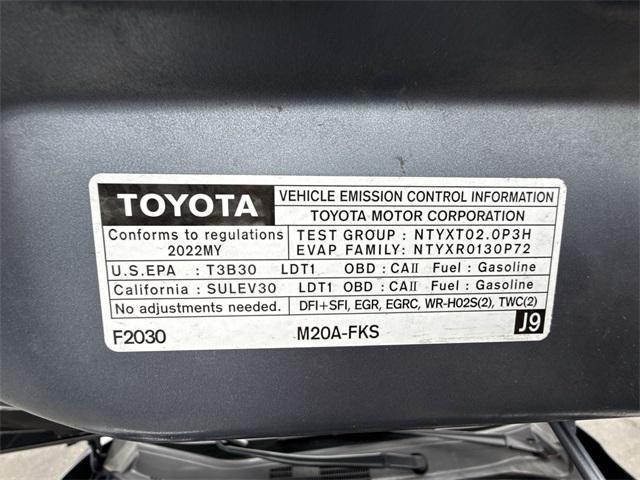 TOYOTA
VEHICLE EMISSION CONTROL INFORMATION
TOYOTA MOTOR CORPORATION
Conforms to regulations
2022MY
TEST GROUP : NTYXT02.0P3H
EVAP FAMILY: NTYXR0130P72
U.S.EPA : T3B30 LDT1 OBD : CAII Fuel : Gasoline
California : SULEV30 LDT1 OBD : CAII Fuel : Gasoline
No adjustments needed. DFI+SFI, EGR, EGRC, WR-HO2S(2), TWC(2)
F2030 M20A-FKS J9